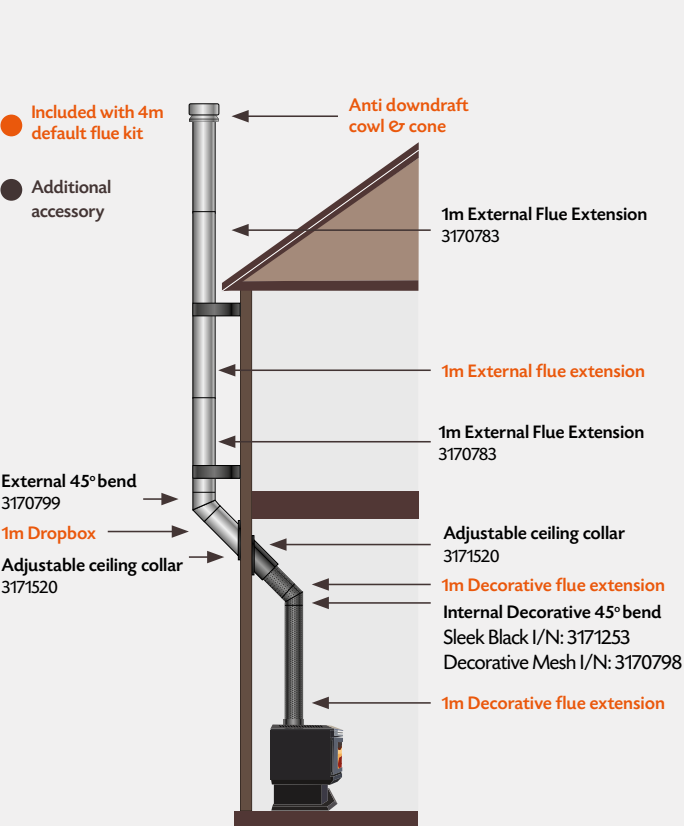 Included with 4m
default flue kit
Additional
accessory
Anti downdraft
cowl & cone
1m External Flue Extension
3170783
1m External flue extension
1m External Flue Extension
3170783
External 45° bend
3170799
1m Dropbox
Adjustable ceiling collar
3171520
Adjustable ceiling collar
3171520
1m Decorative flue extension
Internal Decorative 45° bend
Sleek Black I/N: 3171253
Decorative Mesh I/N: 3170798
1m Decorative flue extension